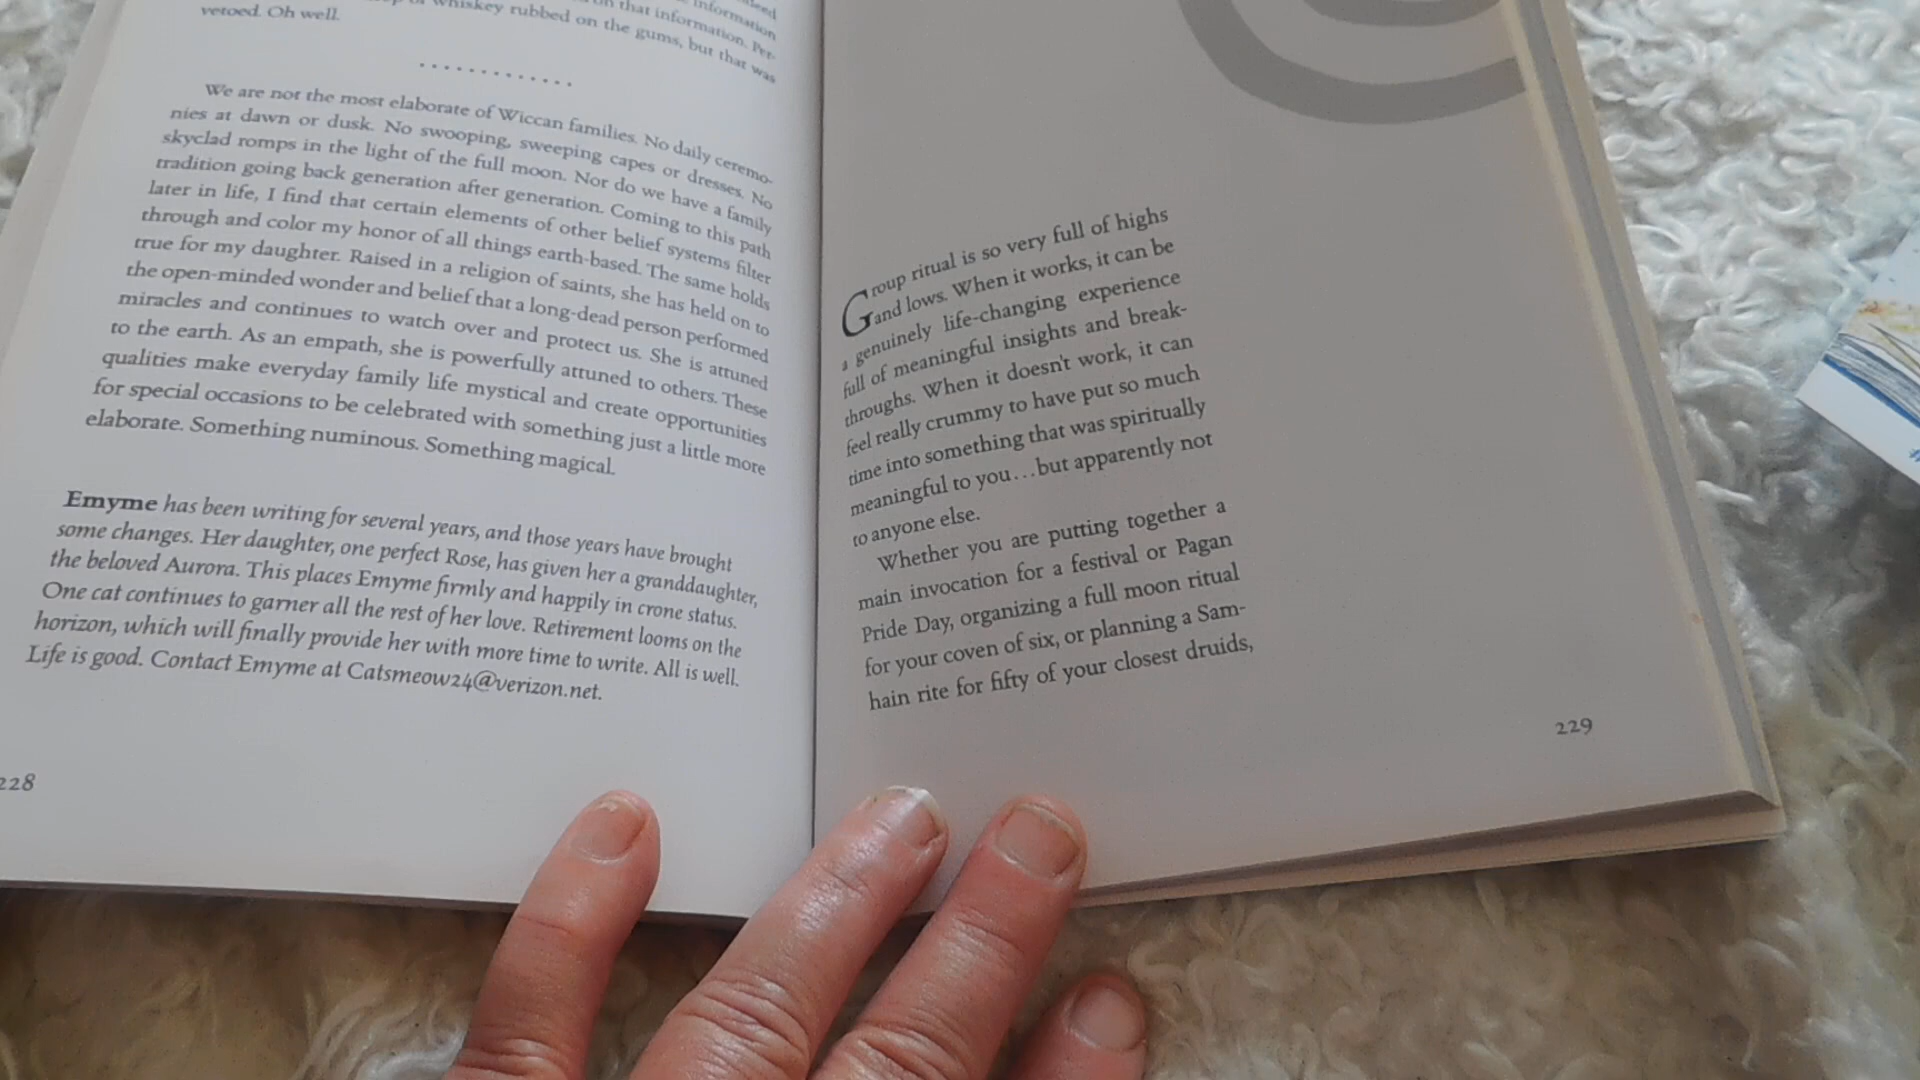 information
on that information. Per-
of whiskey rubbed on the gums, but that was
vetoed. Oh well.
.............
We are not the most elaborate of Wiccan families. No daily ceremo-
nies at dawn or dusk. No swooping, sweeping capes or dresses. No
skyclad romps in the light of the full moon. Nor do we have a family
tradition going back generation after generation. Coming to this path
later in life, I find that certain elements of other belief systems filter
through and color my honor of all things earth-based. The same holds
true for my daughter. Raised in a religion of saints, she has held on to
the open-minded wonder and belief that a long-dead person performed
miracles and continues to watch over and protect us. She is attuned
to the earth. As an empath, she is powerfully attuned to others. These
qualities make everyday family life mystical and create opportunities
for special occasions to be celebrated with something just a little more
elaborate. Something numinous. Something magical.
Emyme has been writing for several years, and those years have brought
some changes. Her daughter, one perfect Rose, has given her a granddaughter,
the beloved Aurora. This places Emyme firmly and happily in crone status.
One cat continues to garner all the rest of her love. Retirement looms on the
horizon, which will finally provide her with more time to write. All is well.
Life is good. Contact Emyme at Catsmeow24@verizon.net.
228
Group ritual is so very full of highs
and lows. When it works, it can be
a genuinely life-changing experience
full of meaningful insights and break-
throughs. When it doesn't work, it can
feel really crummy to have put so much
time into something that was spiritually
meaningful to you...but apparently not
to anyone else.
Whether you are putting together a
main invocation for a festival or Pagan
Pride Day, organizing a full moon ritual
for your coven of six, or planning a Sam-
hain rite for fifty of your closest druids,
229